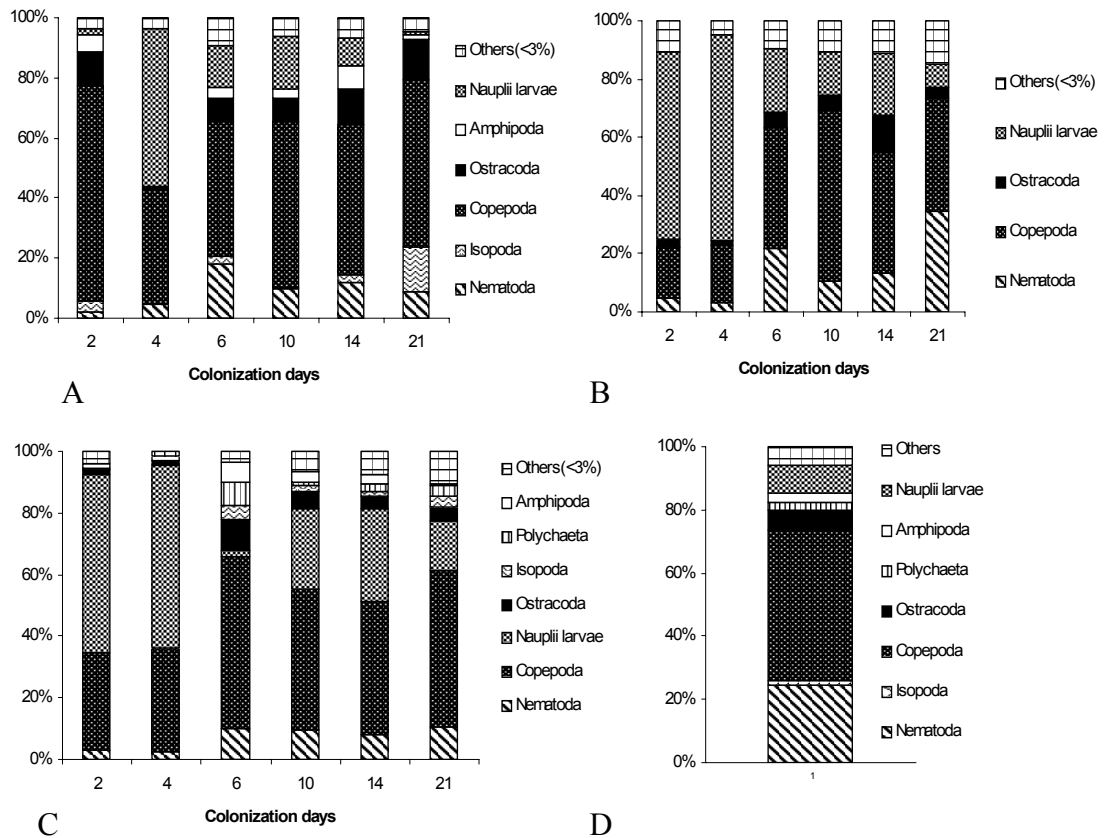 100%
80%
60%
40%
20%
0%
2 4 6 10 14 21
Colonization days
Others(<3%)
Nauplii larvae
Amphipoda
Ostracoda
Copepoda
Isopoda
Nematoda
A
100%
80%
60%
40%
20%
0%
2 4 6 10 14 21
Colonization days
Others(<3%)
Nauplii larvae
Ostracoda
Copepoda
Nematoda
B
100%
80%
60%
40%
20%
0%
2 4 6 10 14 21
Colonization days
Others(<3%)
Amphipoda
Polychaeta
Isopoda
Ostracoda
Nauplii larvae
Copepoda
Nematoda
C
100%
80%
60%
40%
20%
0%
1
Others
Nauplii larvae
Amphipoda
Polychaeta
Ostracoda
Copepoda
Isopoda
Nematoda
D